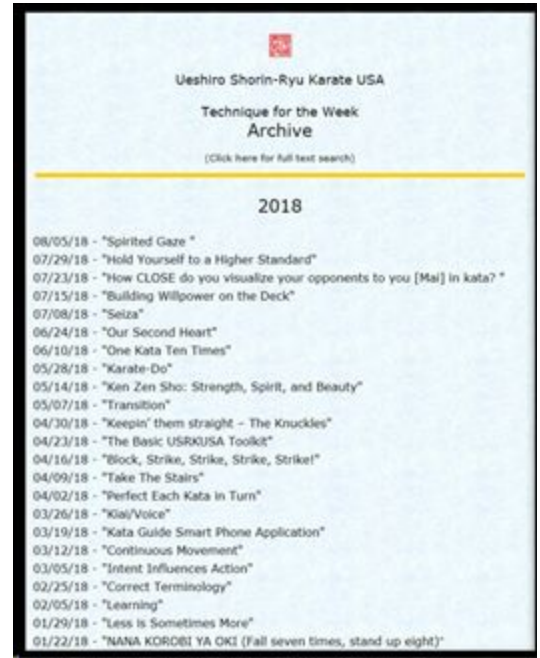 Ueshiro Shorin-Ryu Karate USA
Technique for the Week
Archive
(Click here for full text search)
2018
08/05/18 - "Spirited Gaze "
07/29/18 - "Hold Yourself to a Higher Standard"
07/23/18 - "How CLOSE do you visualize your opponents to you [Mai] in kata? "
07/15/18 - "Building Willpower on the Deck"
07/08/18 - "Seiza"
06/24/18 - "Our Second Heart"
06/10/18 - "One Kata Ten Times"
05/28/18 - "Karate-Do"
05/14/18 - "Ken Zen Sho: Strength, Spirit, and Beauty"
05/07/18 - "Transition"
04/30/18 - "Keepin' them straight – The Knuckles"
04/23/18 - "The Basic USRKUSA Toolkit"
04/16/18 - "Block, Strike, Strike, Strike, Strike!"
04/09/18 - "Take The Stairs"
04/02/18 - "Perfect Each Kata in Turn"
03/26/18 - "Kiai/Voice"
03/19/18 - "Kata Guide Smart Phone Application"
03/12/18 - "Continuous Movement"
03/05/18 - "Intent Influences Action"
02/25/18 - "Correct Terminology"
02/05/18 - "Learning"
01/29/18 - "Less is Sometimes More"
01/22/18 - "NANA KOROBI YA OKI (Fall seven times, stand up eight)"